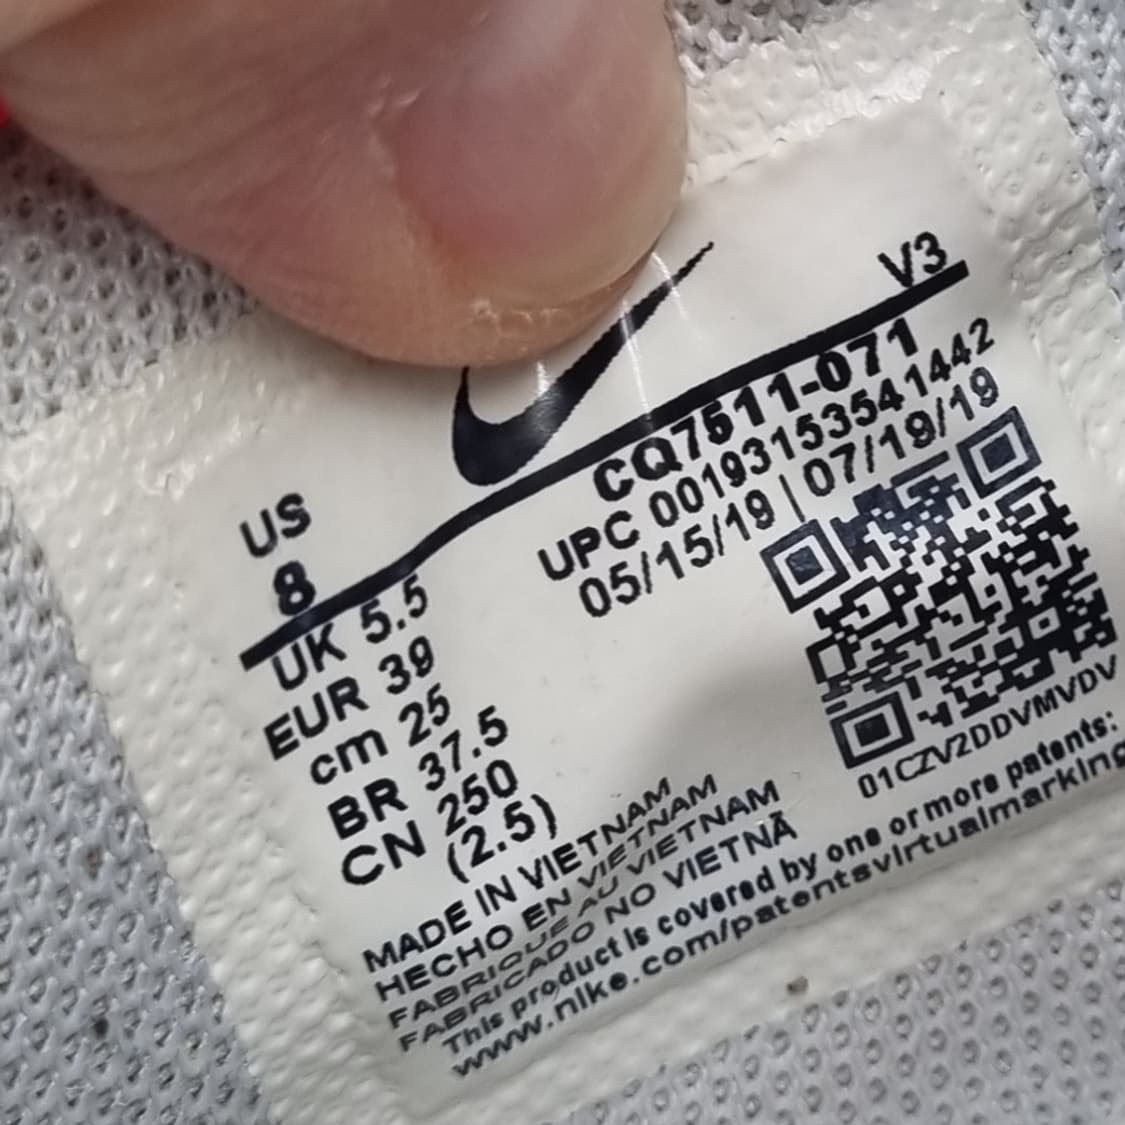 V3
US
8
CQ7511-071
UPC 00193153541442
05/15/19 | 07/19/19
UK 5.5
EUR 39
cm 25
BR 37.5
CN 250
(2.5)
01CZV2DDVMVDV
MADE IN VIETNAM
HECHO EN VIETNAM
FABRIQUE AU VIETNAM
FABRICADO NO VIETNÃ
This product is covered by one or more patents:
www.nike.com/patentsvirtualmarking